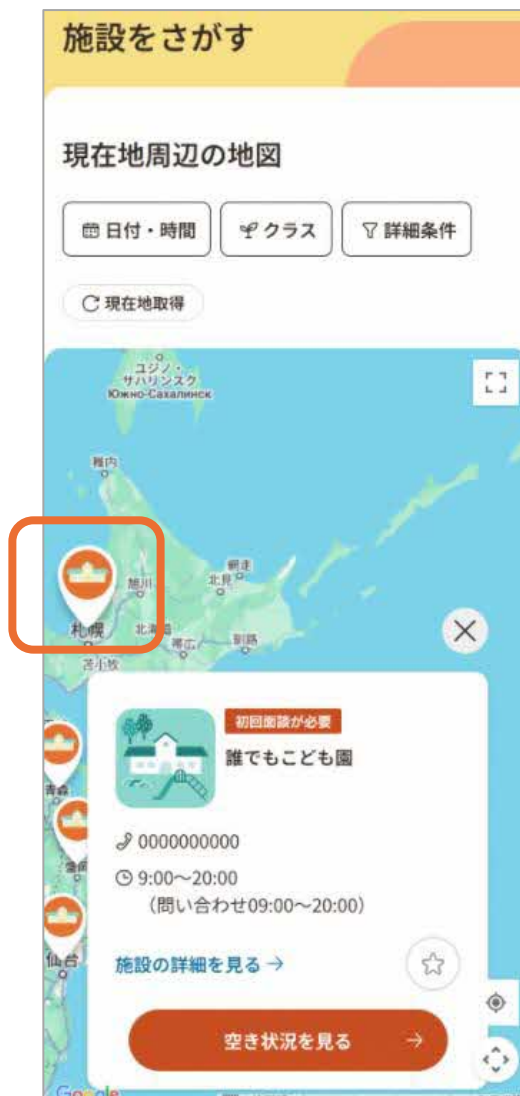 施設をさがす
現在地周辺の地図
日付・時間
クラス
詳細条件
現在地取得
ユジノ・
サハリンスク
Южно-Сахалинск
稚内
網走
旭川
北見
札幌
北海道
帯広
釧路
苫小牧
初回面談が必要
誰でもこども園
青森
0000000000
盛岡
9:00～20:00
（問い合わせ09:00～20:00）
仙台
施設の詳細を見る→
空き状況を見る →
Google